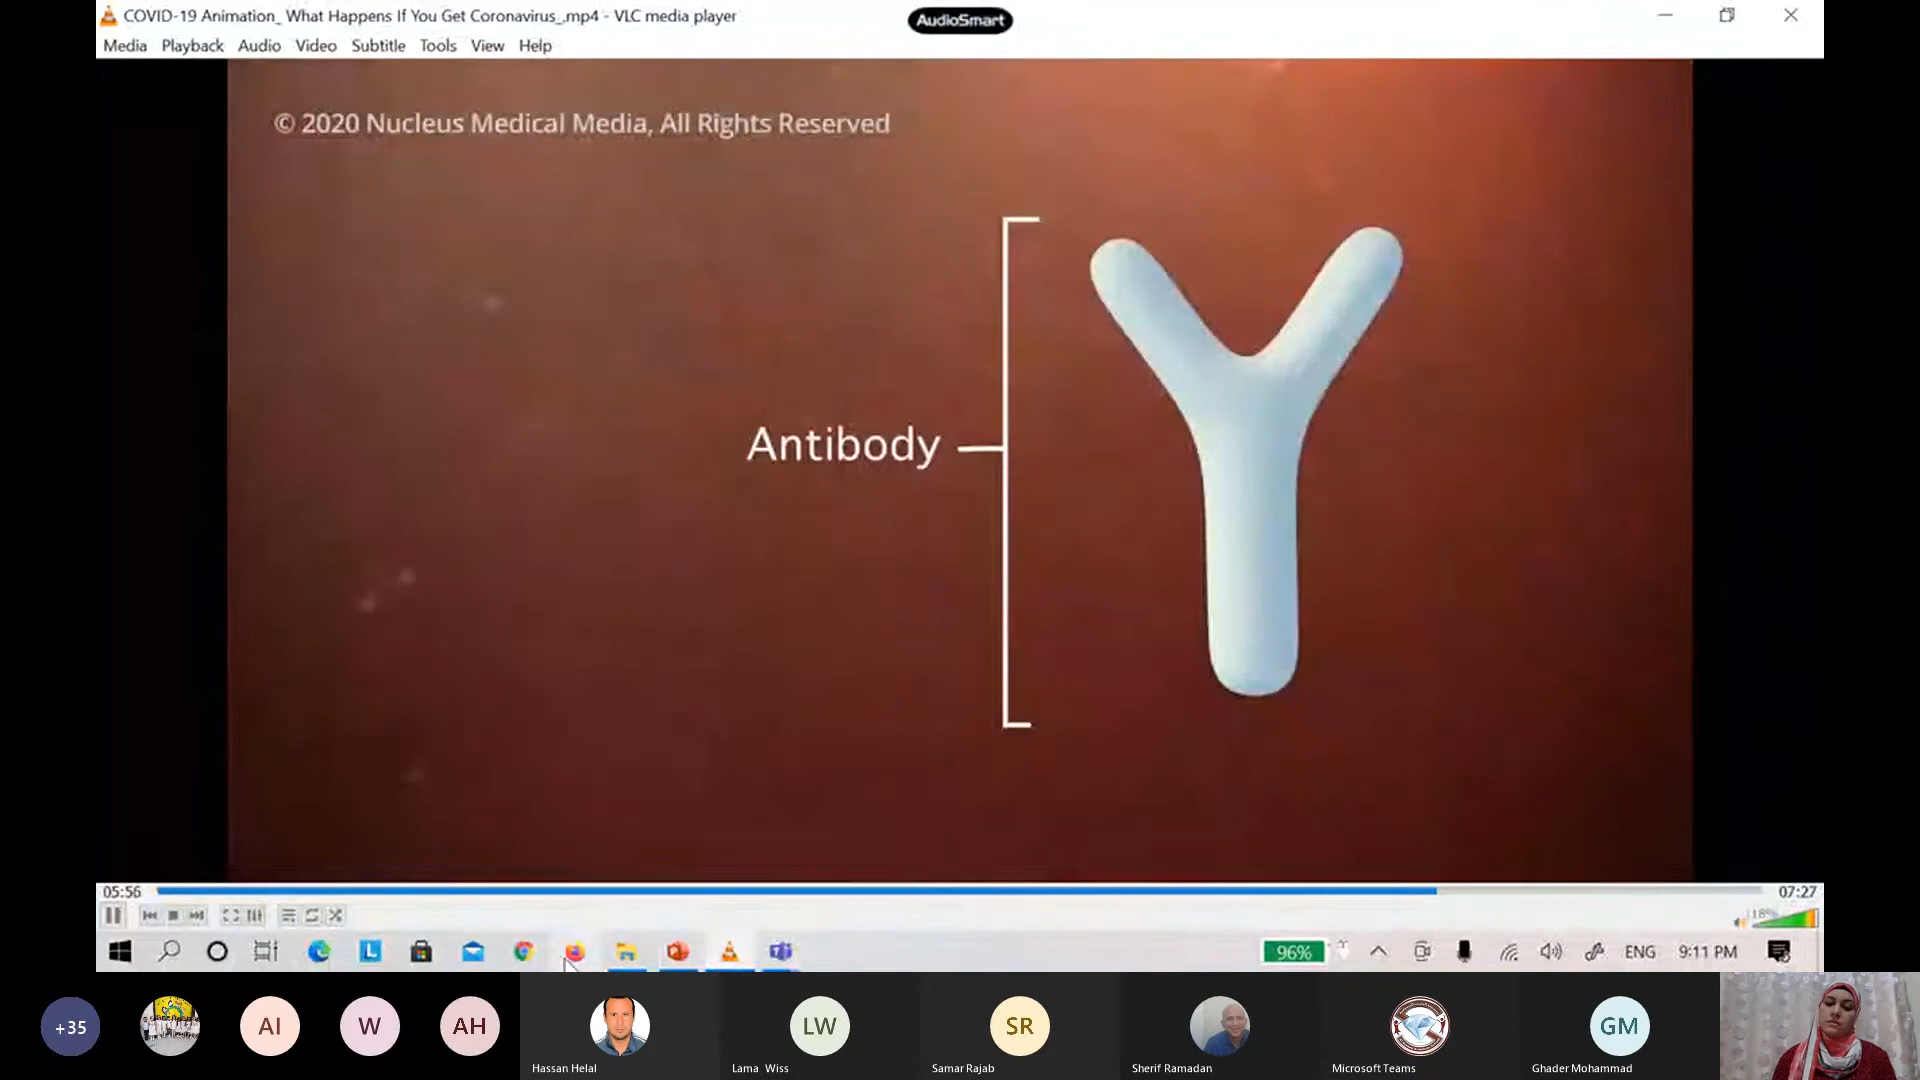 COVID-19 Animation_ What Happens If You Get Coronavirus_.mp4 - VLC media player
AudioSmart
Media Playback Audio Video Subtitle Tools View Help
© 2020 Nucleus Medical Media, All Rights Reserved
Antibody
05:56
07:27
18%
96%
ENG
9:11 PM
+35
AI
W
AH
LW
SR
GM
Hassan Helal
Lama Wiss
Samar Rajab
Sherif Ramadan
Microsoft Teams
Ghader Mohammad